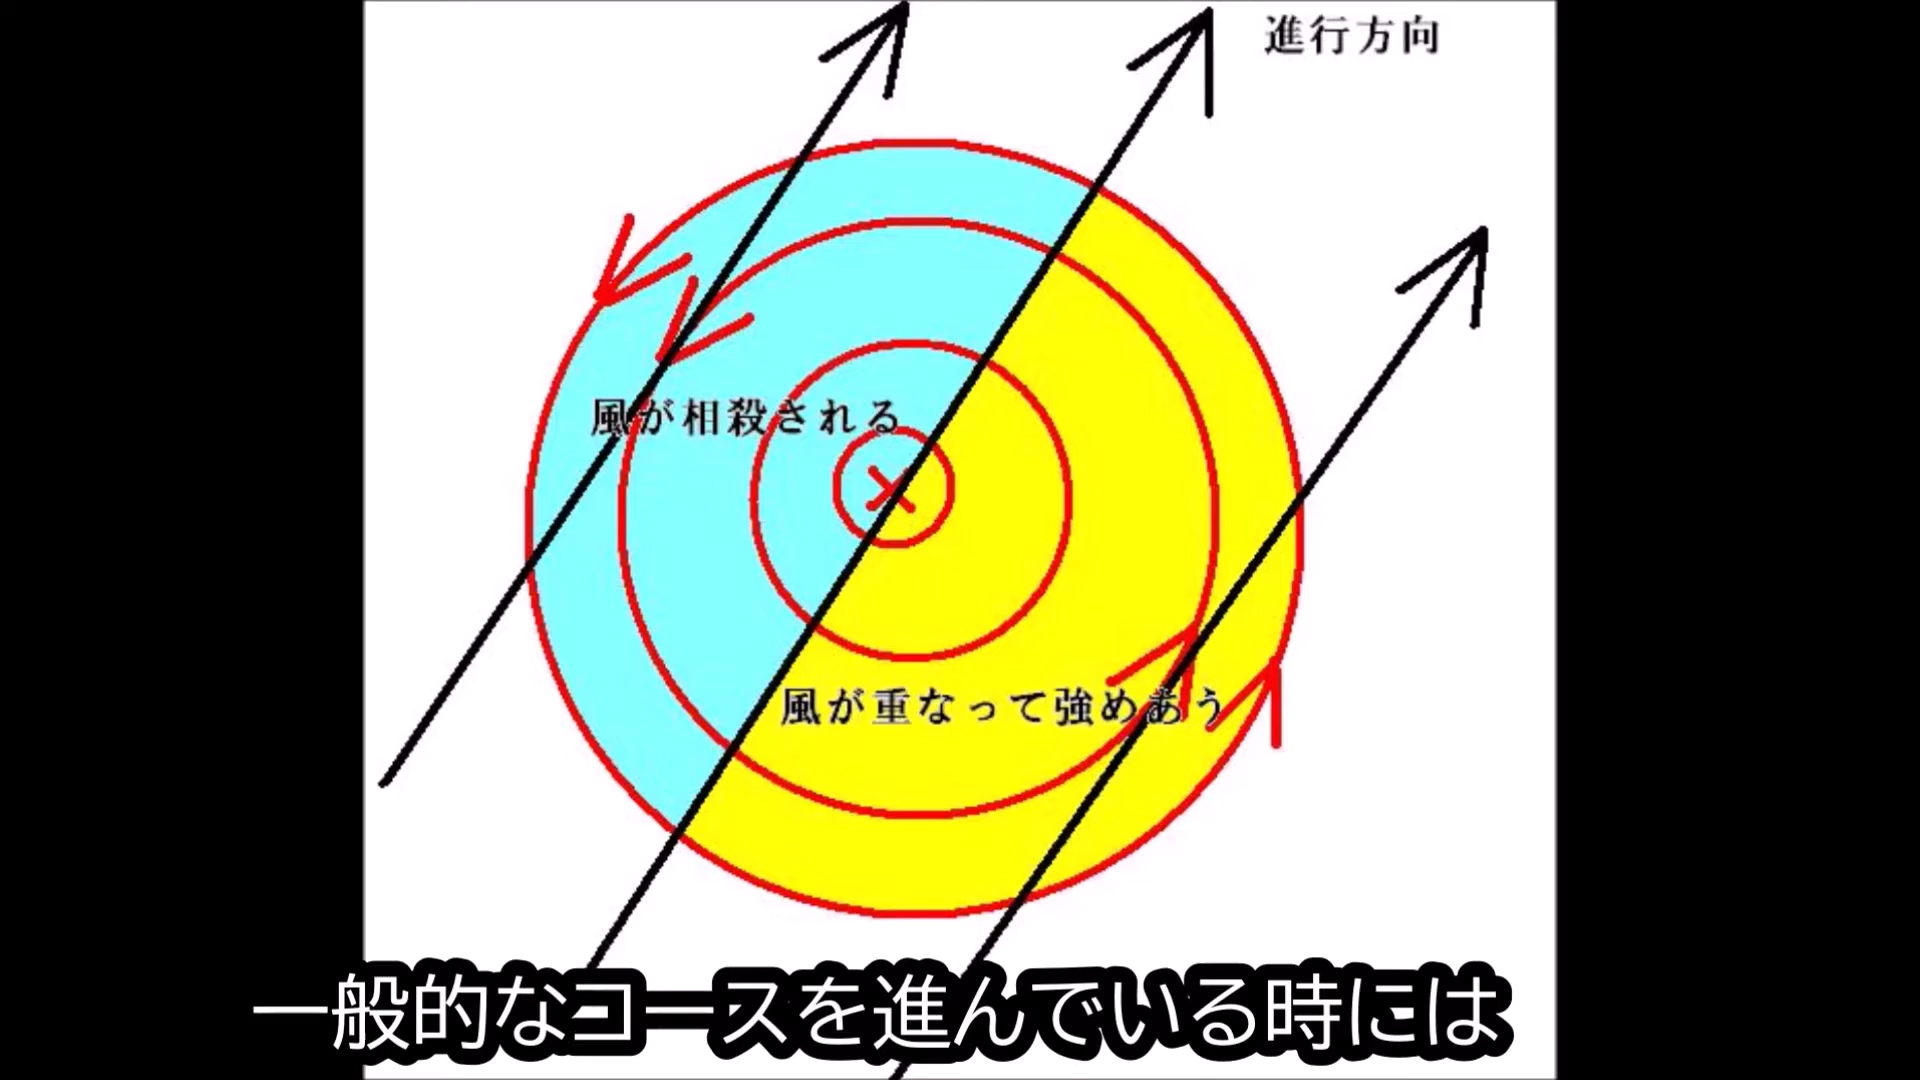 進行方向
風が相殺される
風が重なって強めあう
一般的なコースを進んでいる時には